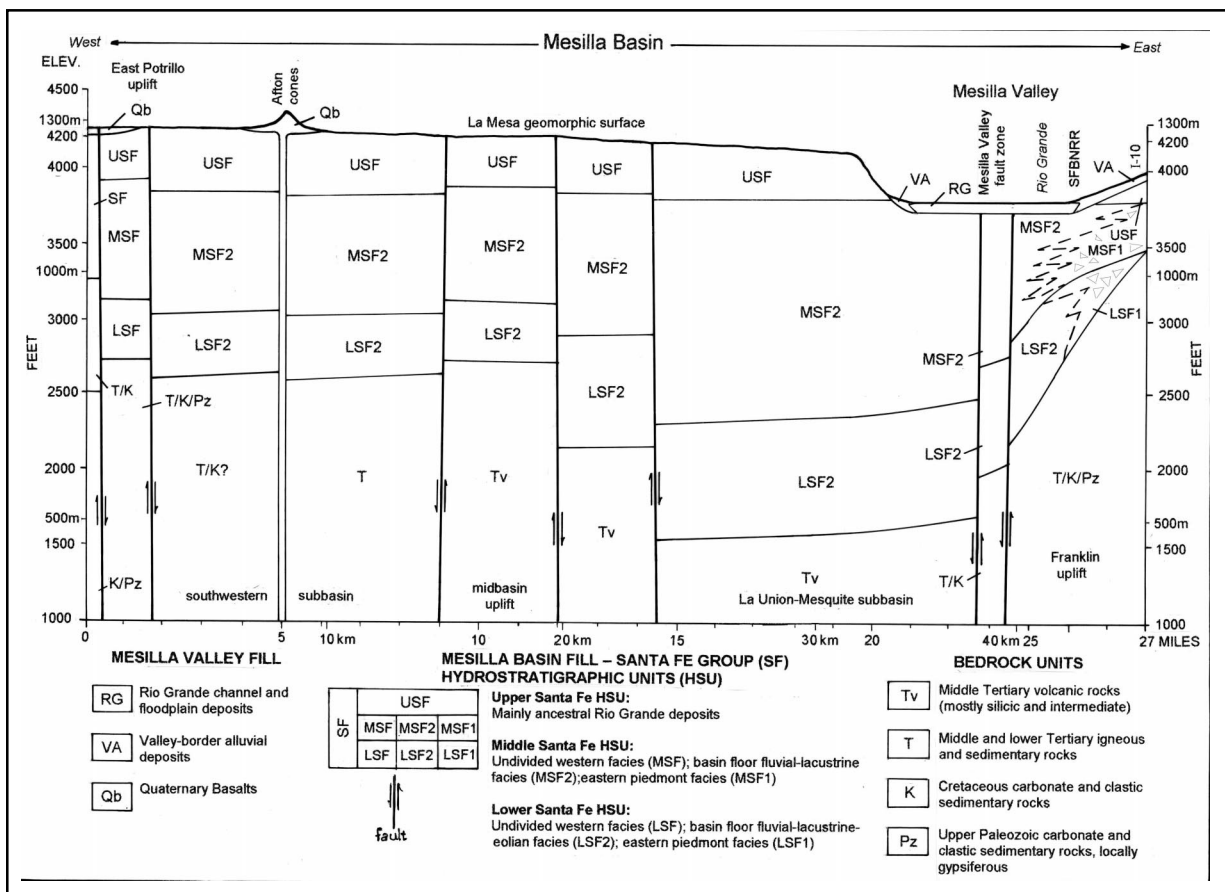 West
Mesilla Basin
East
ELEV.
East Potrillo
uplift
Afton
cones
Mesilla Valley
4500
Qb
Qb
La Mesa geomorphic surface
1300m
4200
4000
3500
1000m
3000
FEET
2500
2000
500m
1500
1000
Mesilla Valley
fault zone
Rio Grande
SFBNRR
I-10
1300m
4200
4000
3500
1000m
3000
FEET
2500
2000
500m
1500
1000
USF
USF
USF
USF
USF
USF
VA
RG
VA
SF
MSF
MSF2
MSF2
MSF2
MSF2
MSF2
MSF2
MSF2
MSF1
USF
LSF
LSF2
LSF2
LSF2
LSF2
LSF2
LSF2
LSF2
LSF1
T/K
T/K/Pz
T/K?
T
Tv
Tv
Tv
T/K
T/K/Pz
K/Pz
southwestern
subbasin
midbasin
uplift
La Union-Mesquite subbasin
Franklin
uplift
0 5 10 km 10 20 km 15 30 km 20 40 km 25 27 MILES
MESILLA VALLEY FILL
RG
Rio Grande channel and
floodplain deposits
VA
Valley-border alluvial
deposits
Qb
Quaternary Basalts
MESILLA BASIN FILL – SANTA FE GROUP (SF)
HYDROSTRATIGRAPHIC UNITS (HSU)
SF
USF
MSF MSF2 MSF1
LSF LSF2 LSF1
fault
Upper Santa Fe HSU:
Mainly ancestral Rio Grande deposits
Middle Santa Fe HSU:
Undivided western facies (MSF); basin floor fluvial-lacustrine
facies (MSF2);eastern piedmont facies (MSF1)
Lower Santa Fe HSU:
Undivided western facies (LSF); basin floor fluvial-lacustrine-
eolian facies (LSF2); eastern piedmont facies (LSF1)
BEDROCK UNITS
Tv
Middle Tertiary volcanic rocks
(mostly silicic and intermediate)
T
Middle and lower Tertiary igneous
and sedimentary rocks
K
Cretaceous carbonate and clastic
sedimentary rocks
Pz
Upper Paleozoic carbonate and
clastic sedimentary rocks, locally
gypsiferous